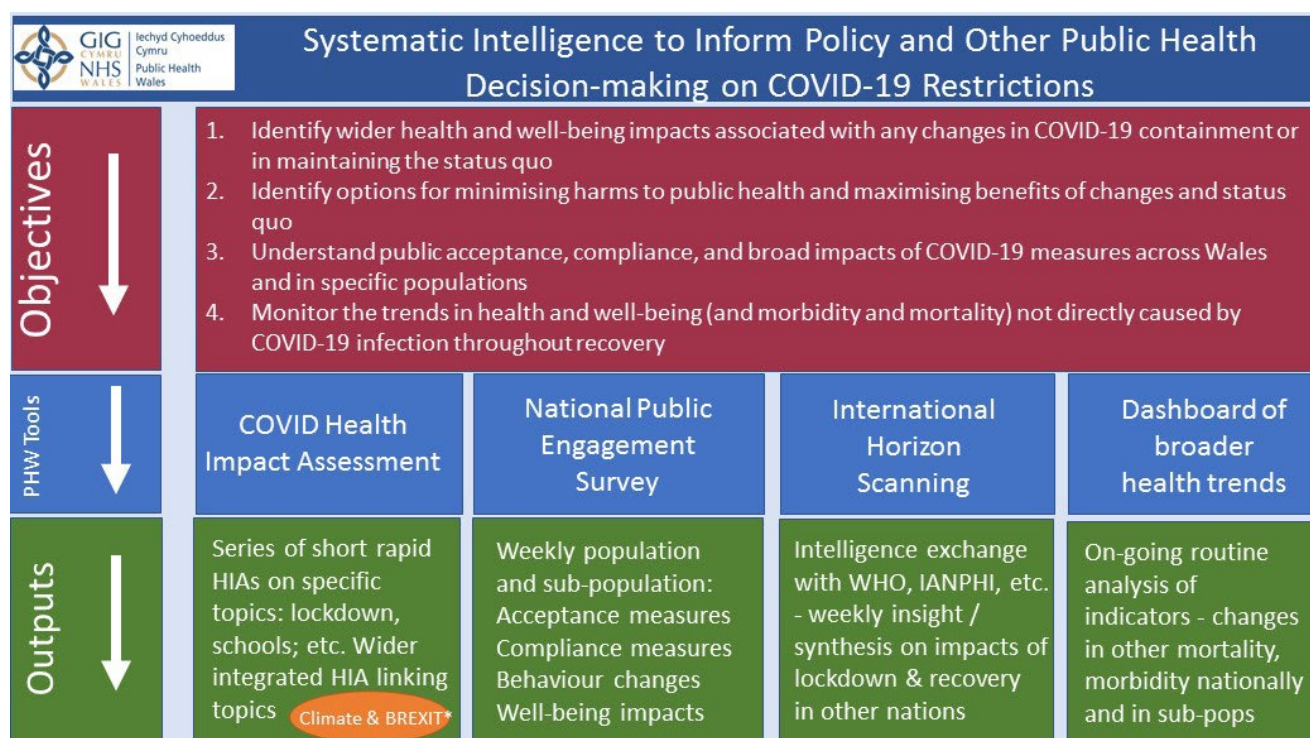 GIG
CYMRU
NHS
WALES
Iechyd Cyhoeddus
Cymru
Public Health
Wales
Systematic Intelligence to Inform Policy and Other Public Health
Decision-making on COVID-19 Restrictions
Objectives
1. Identify wider health and well-being impacts associated with any changes in COVID-19 containment or
in maintaining the status quo
2. Identify options for minimising harms to public health and maximising benefits of changes and status
quo
3. Understand public acceptance, compliance, and broad impacts of COVID-19 measures across Wales
and in specific populations
4. Monitor the trends in health and well-being (and morbidity and mortality) not directly caused by
COVID-19 infection throughout recovery
PHW Tools
COVID Health
Impact Assessment
National Public
Engagement
Survey
International
Horizon
Scanning
Dashboard of
broader
health trends
Outputs
Series of short rapid
HIAs on specific
topics: lockdown,
schools; etc. Wider
integrated HIA linking
topics
Climate & BREXIT*
Weekly population
and sub-population:
Acceptance measures
Compliance measures
Behaviour changes
Well-being impacts
Intelligence exchange
with WHO, IANPHI, etc.
- weekly insight /
synthesis on impacts of
lockdown & recovery
in other nations
On-going routine
analysis of
indicators - changes
in other mortality,
morbidity nationally
and in sub-pops